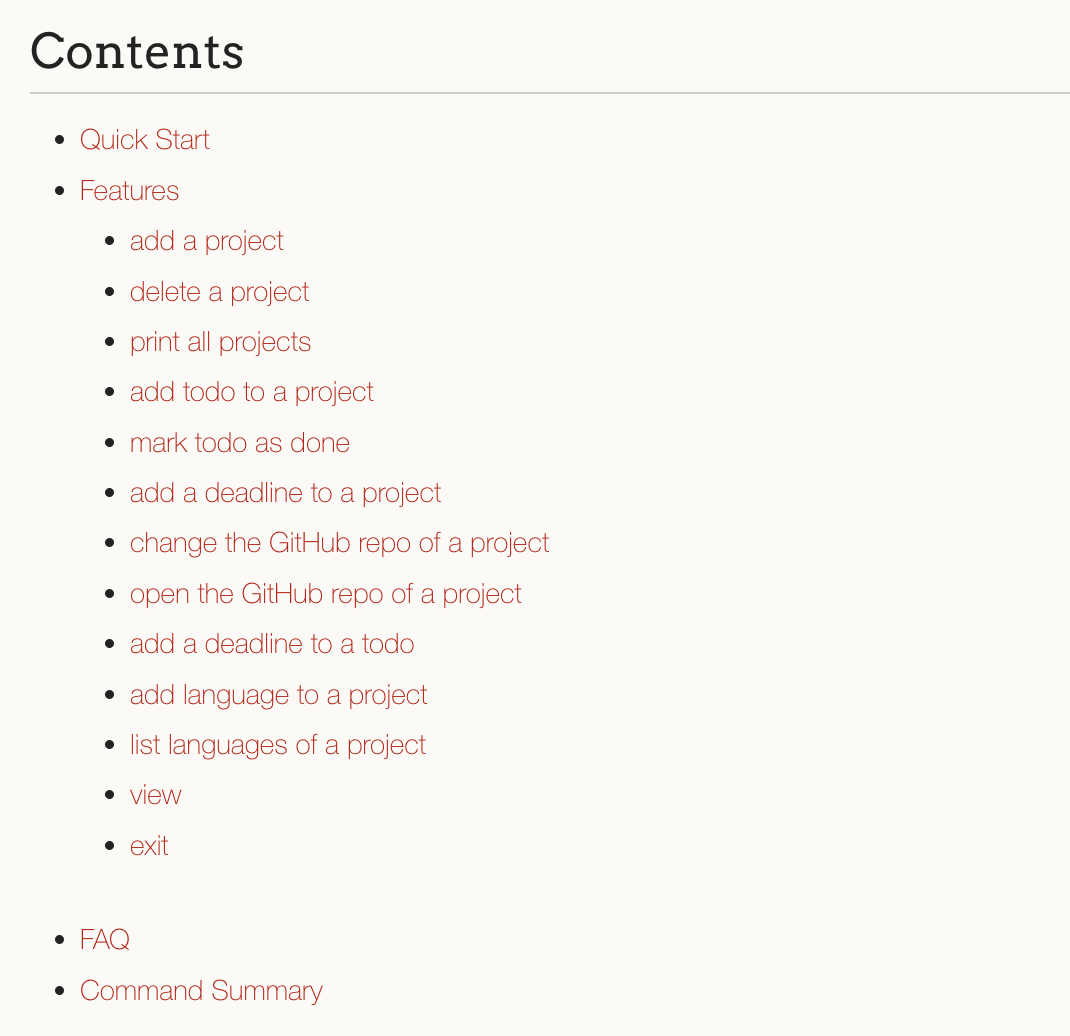 Contents
Quick Start
Features
add a project
delete a project
print all projects
add todo to a project
mark todo as done
add a deadline to a project
change the GitHub repo of a project
open the GitHub repo of a project
add a deadline to a todo
add language to a project
list languages of a project
view
exit
FAQ
Command Summary